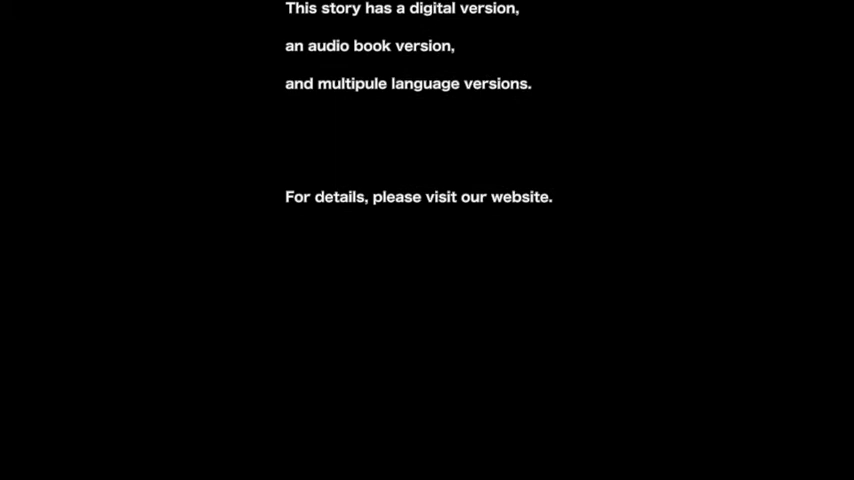 This story has a digital version,
an audio book version,
and multipule language versions.
For details, please visit our website.